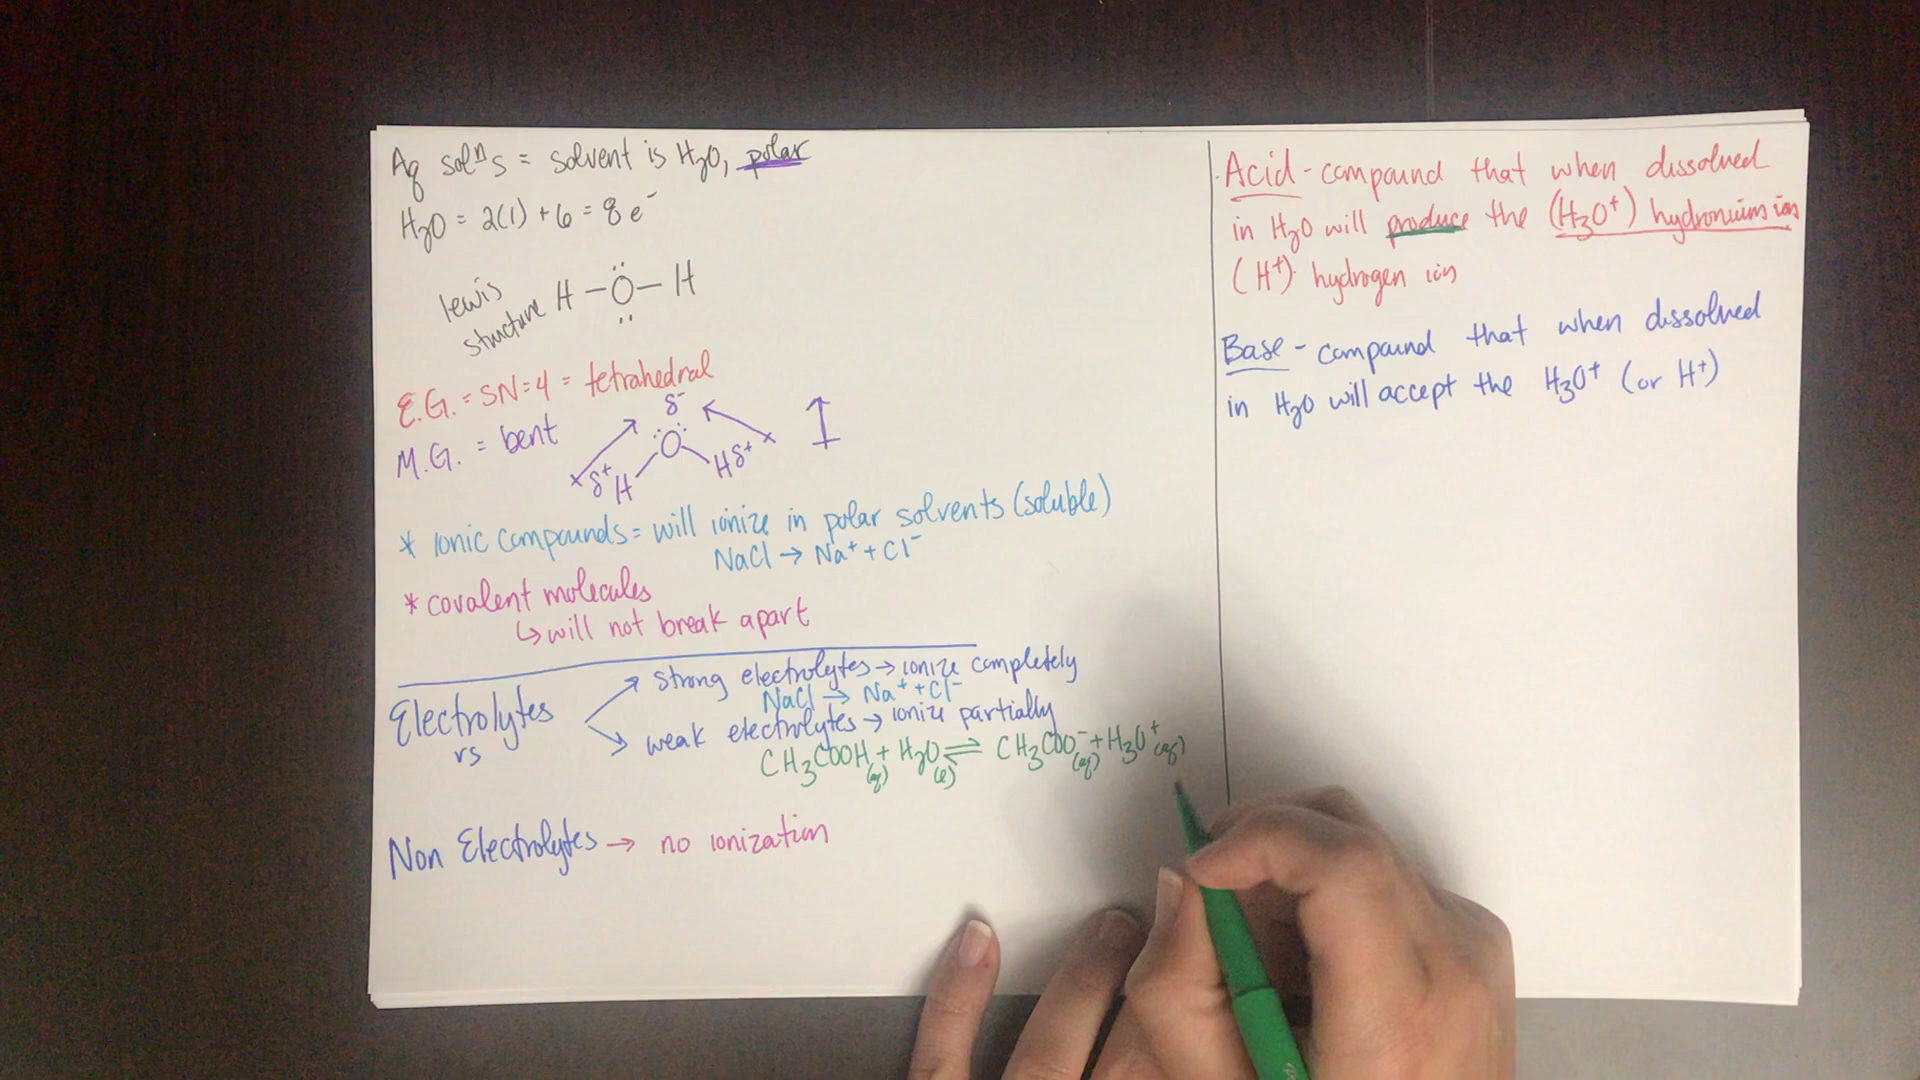 Aq solⁿs = solvent is H₂O, polar
H₂O = 2(1) + 6 = 8 e⁻
lewis
structure
H – Ö – H
E.G. = SN=4 = tetrahedral
M.G. = bent
δ⁻
O
δ⁺ H
Hδ⁺
* Ionic compounds = will ionize in polar solvents (soluble)
NaCl → Na⁺ + Cl⁻
* covalent molecules
↳ will not break apart
Electrolytes
vs
strong electrolytes → ionize completely
NaCl → Na⁺ + Cl⁻
weak electrolytes → ionize partially
CH₃COOH(aq) + H₂O(l) ⇌ CH₃COO⁻(aq) + H₃O⁺(aq)
Non Electrolytes → no ionization
Acid - compound that when dissolved
in H₂O will produce the (H₃O⁺) hydronium ion
(H⁺) hydrogen ion
Base - compound that when dissolved
in H₂O will accept the H₃O⁺ (or H⁺)